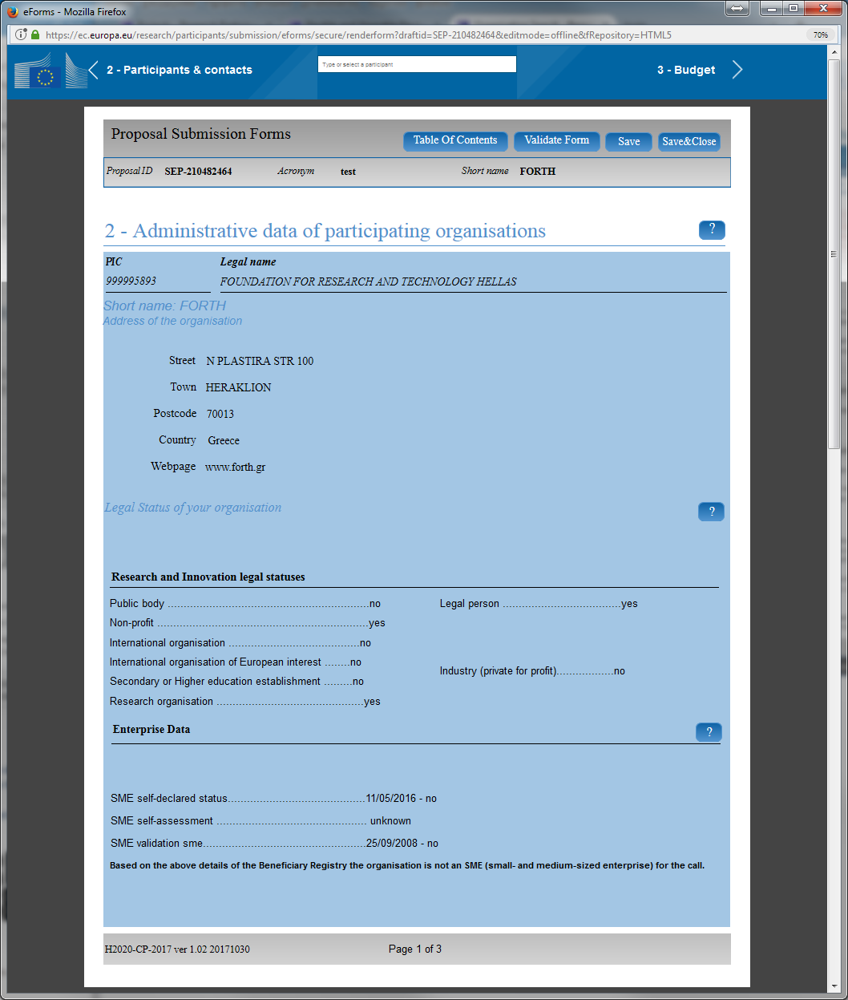 eForms - Mozilla Firefox
https://ec.europa.eu/research/participants/submission/eforms/secure/renderform?draftid=SEP-210482464&editmode=offline&fRepository=HTML5 70%
2 - Participants & contacts Type or select a participant 3 - Budget
Proposal Submission Forms
Table Of Contents Validate Form Save Save&Close
Proposal ID SEP-210482464 Acronym test Short name FORTH
2 - Administrative data of participating organisations ?
PIC Legal name
999995893 FOUNDATION FOR RESEARCH AND TECHNOLOGY HELLAS
Short name: FORTH
Address of the organisation
Street N PLASTIRA STR 100
Town HERAKLION
Postcode 70013
Country Greece
Webpage www.forth.gr
Legal Status of your organisation ?
Research and Innovation legal statuses
Public body ..........................................................................no Legal person ...........................................yes
Non-profit .............................................................................yes
International organisation ................................................no
International organisation of European interest .........no
Industry (private for profit).....................no
Secondary or Higher education establishment ..........no
Research organisation .....................................................yes
Enterprise Data ?
SME self-declared status..................................................11/05/2016 - no
SME self-assessment ...................................................... unknown
SME validation sme...........................................................25/09/2008 - no
Based on the above details of the Beneficiary Registry the organisation is not an SME (small- and medium-sized enterprise) for the call.
H2020-CP-2017 ver 1.02 20171030 Page 1 of 3